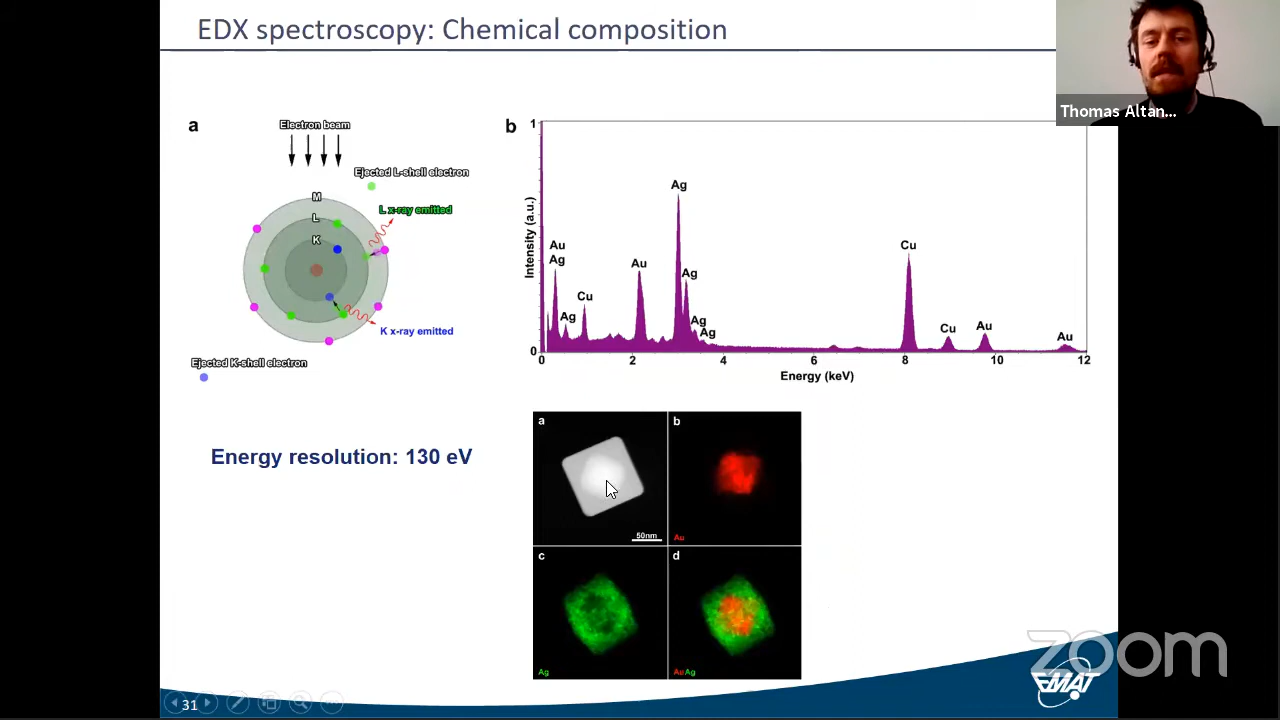 EDX spectroscopy: Chemical composition
Thomas Altan...
a
Electron beam
Ejected L-shell electron
M
L x-ray emitted
L
K
K x-ray emitted
Ejected K-shell electron
b
1
Intensity (a.u.)
Au
Ag
Ag
Cu
Au
Ag
Ag
Ag
Ag
Cu
Cu
Au
Au
0
0
2
4
6
8
10
12
Energy (keV)
Energy resolution: 130 eV
a
50nm
b
Au
c
Ag
d
AuAg
31
zoom
EMAT